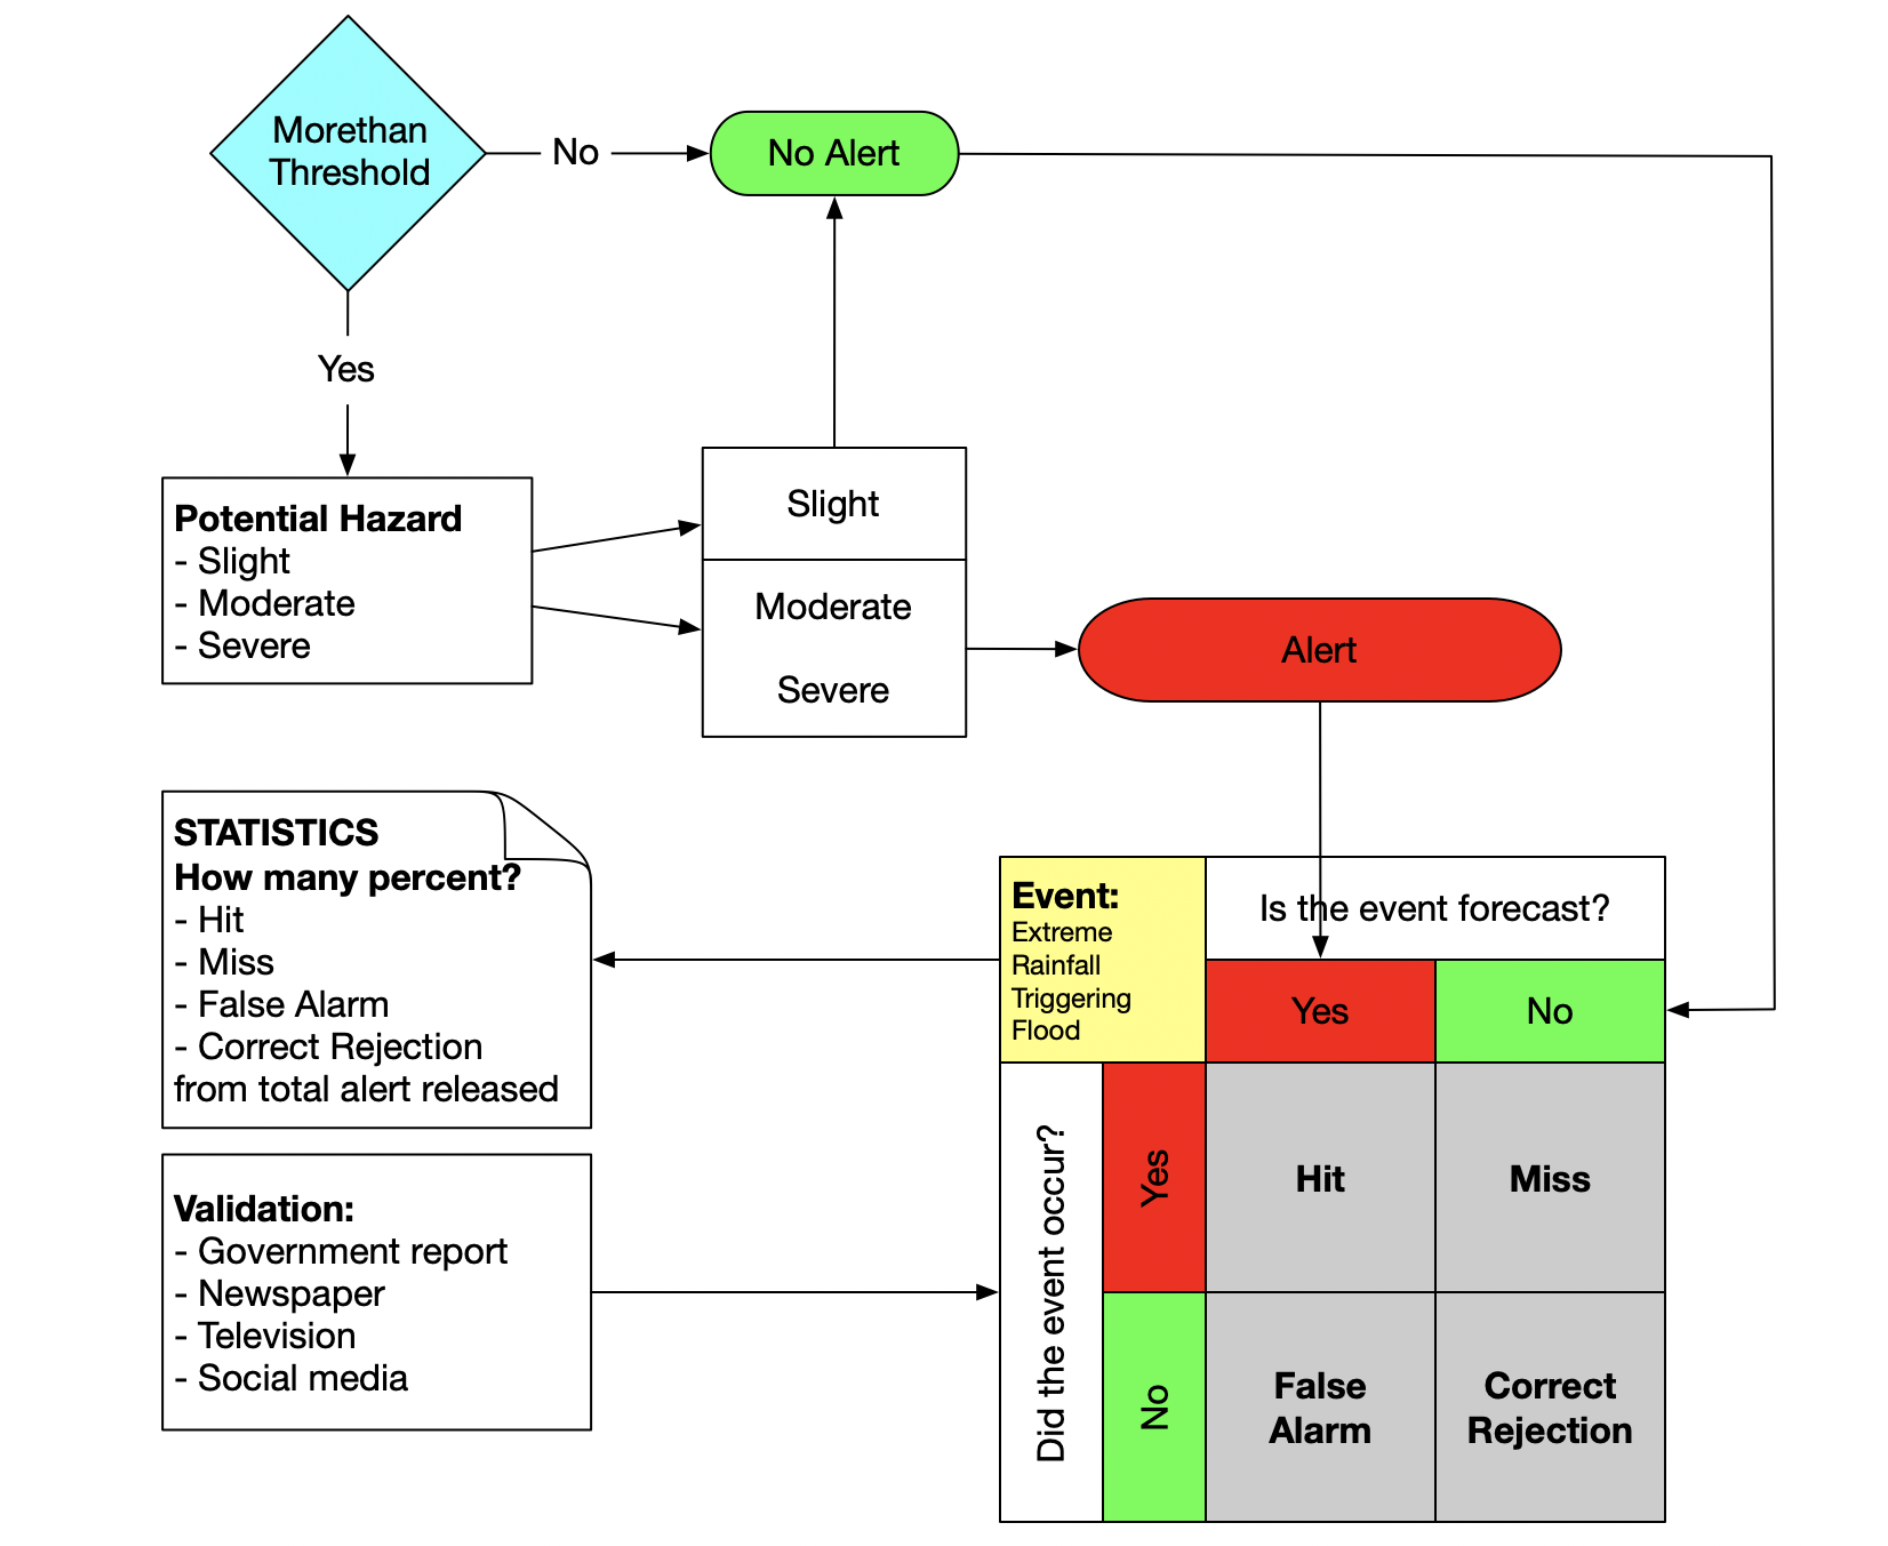 Morethan
Threshold
No
No Alert
Yes
Potential Hazard
- Slight
- Moderate
- Severe
Slight
Moderate
Severe
Alert
STATISTICS
How many percent?
- Hit
- Miss
- False Alarm
- Correct Rejection
from total alert released
Event:
Extreme
Rainfall
Triggering
Flood
Is the event forecast?
Yes
No
Did the event occur?
Yes
No
Hit
Miss
False
Alarm
Correct
Rejection
Validation:
- Government report
- Newspaper
- Television
- Social media